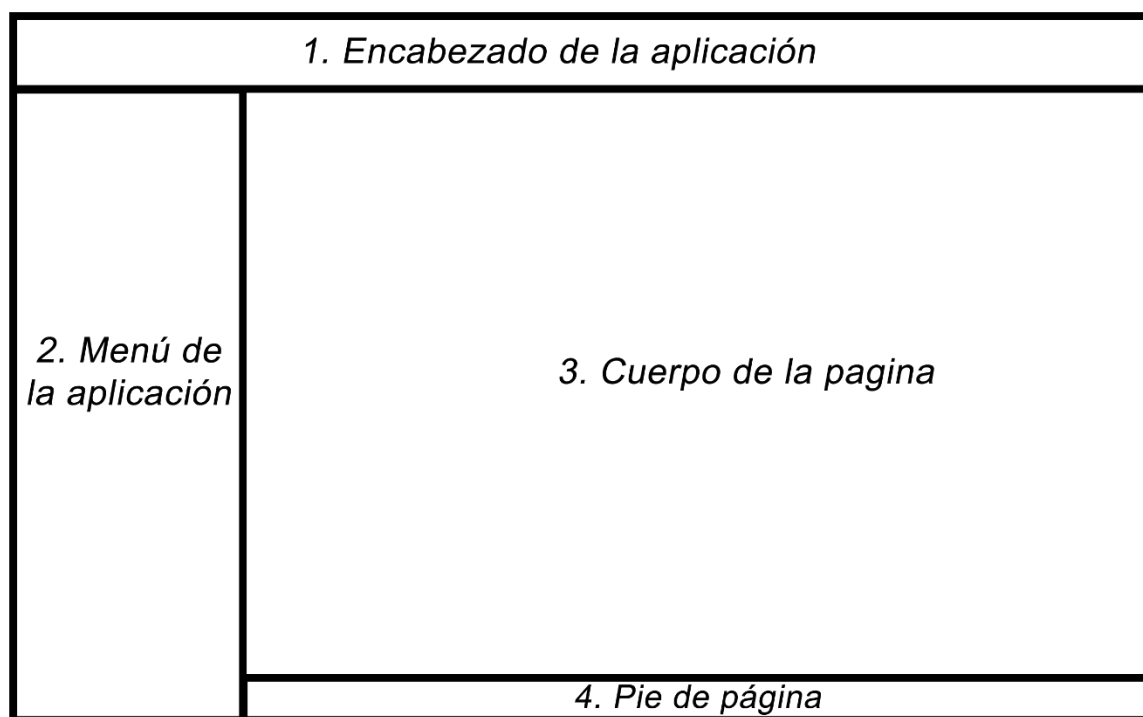 1. Encabezado de la aplicación
2. Menú de
la aplicación
3. Cuerpo de la pagina
4. Pie de página